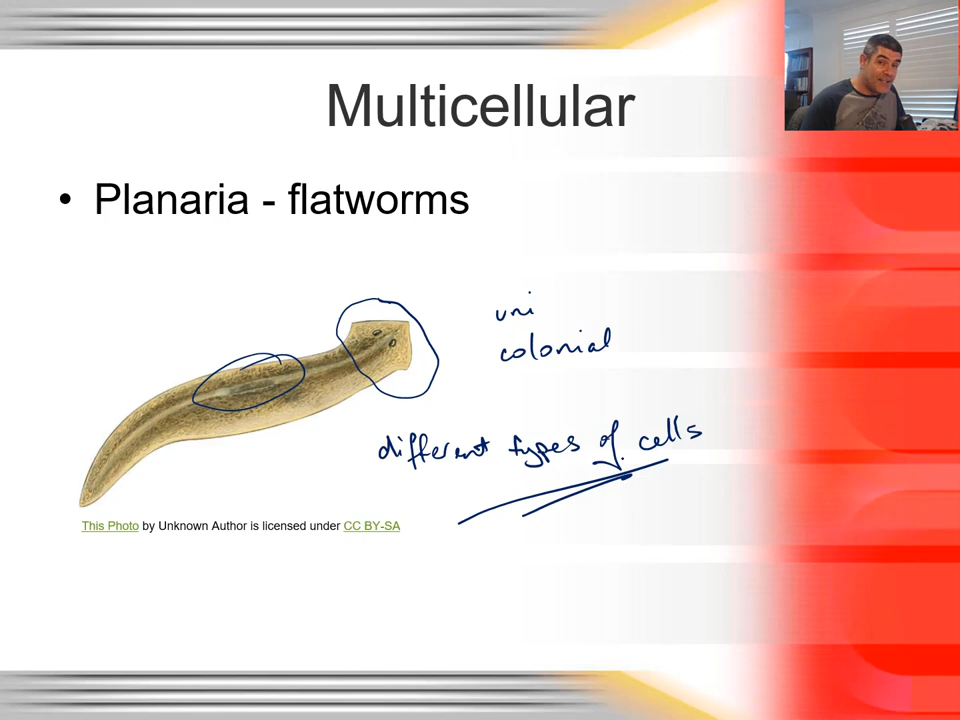 Multicellular
• Planaria - flatworms
uni
colonial
different types of cells
This Photo by Unknown Author is licensed under CC BY-SA